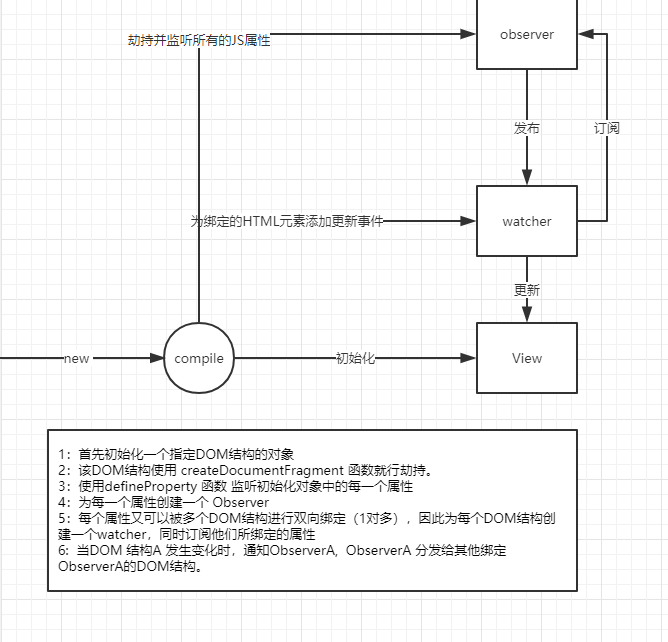 劫持并监听所有的JS属性
observer
发布
订阅
为绑定的HTML元素添加更新事件
watcher
更新
new
compile
初始化
View
1：首先初始化一个指定DOM结构的对象
2：该DOM结构使用 createDocumentFragment 函数就行劫持。
3：使用defineProperty 函数 监听初始化对象中的每一个属性
4：为每一个属性创建一个 Observer
5：每个属性又可以被多个DOM结构进行双向绑定（1对多），因此为每个DOM结构创
建一个watcher，同时订阅他们所绑定的属性
6: 当DOM 结构A 发生变化时，通知ObserverA, ObserverA 分发给其他绑定
ObserverA的DOM结构。